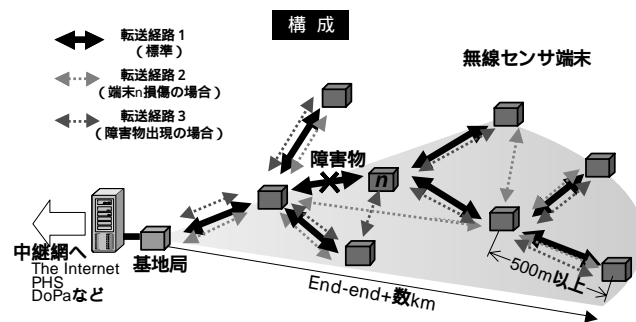 構 成
転送経路1
(標準)
転送経路2
(端末n損傷の場合)
転送経路3
(障害物出現の場合)
無線センサ端末
障害物
n
中継網へ
The Internet
PHS
DoPaなど
基地局
500m以上
End-end+数km